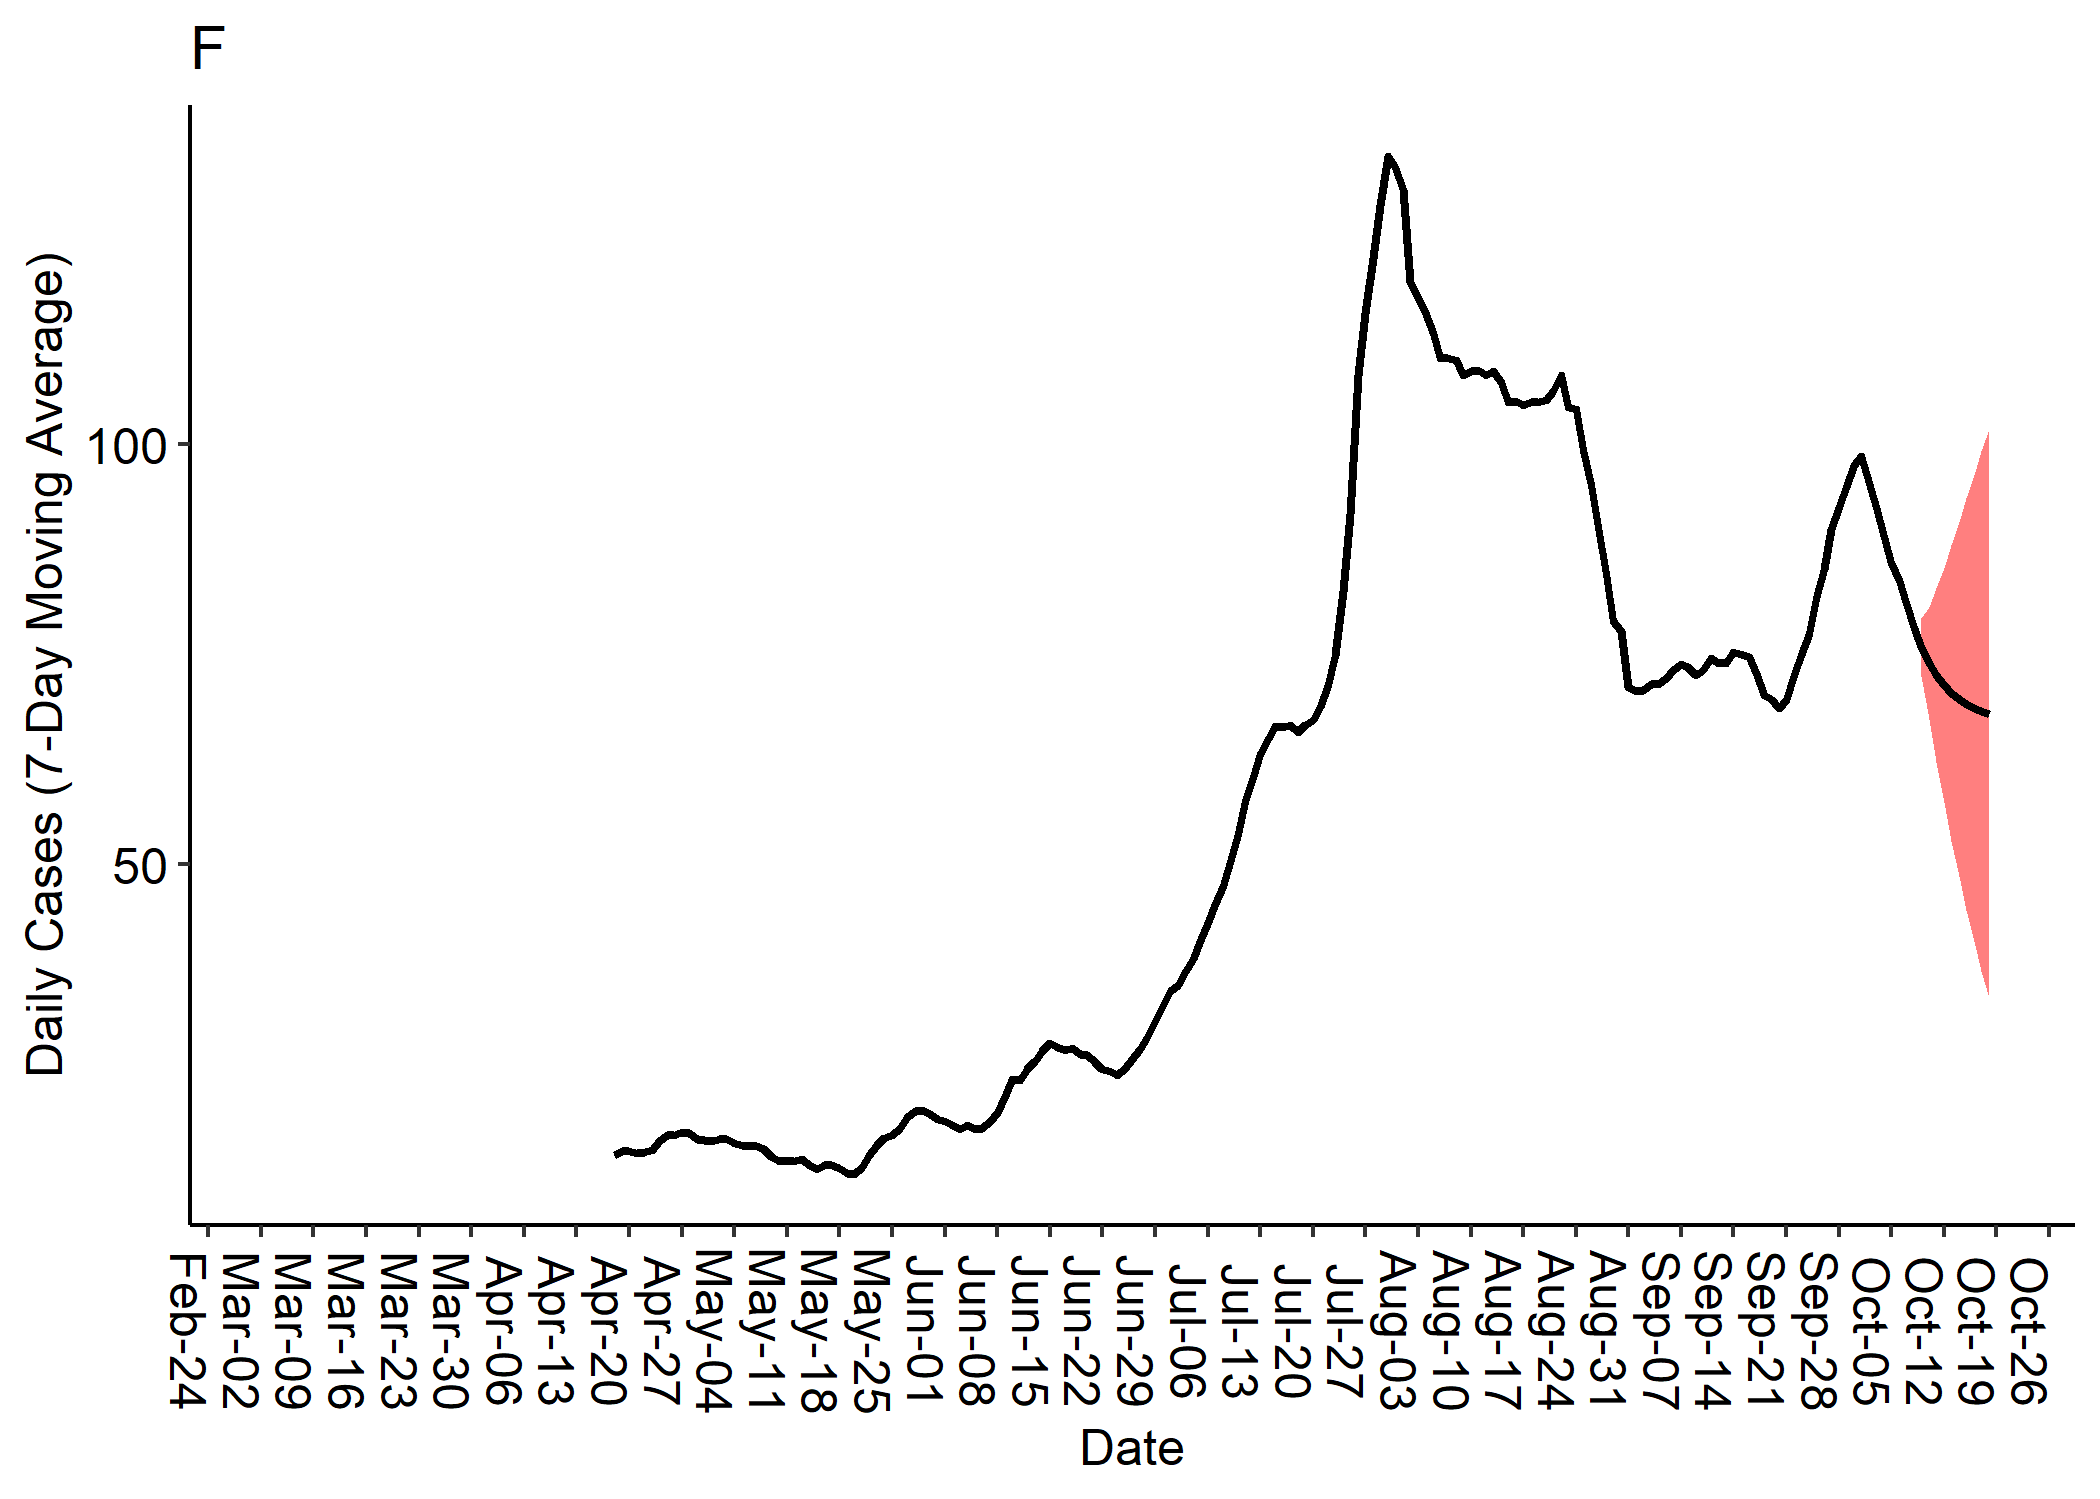 F
Daily Cases (7-Day Moving Average)
100
50
Feb-24
Mar-02
Mar-09
Mar-16
Mar-23
Mar-30
Apr-06
Apr-13
Apr-20
Apr-27
May-04
May-11
May-18
May-25
Jun-01
Jun-08
Jun-15
Jun-22
Jun-29
Jul-06
Jul-13
Jul-20
Jul-27
Aug-03
Aug-10
Aug-17
Aug-24
Aug-31
Sep-07
Sep-14
Sep-21
Sep-28
Oct-05
Oct-12
Oct-19
Oct-26
Date